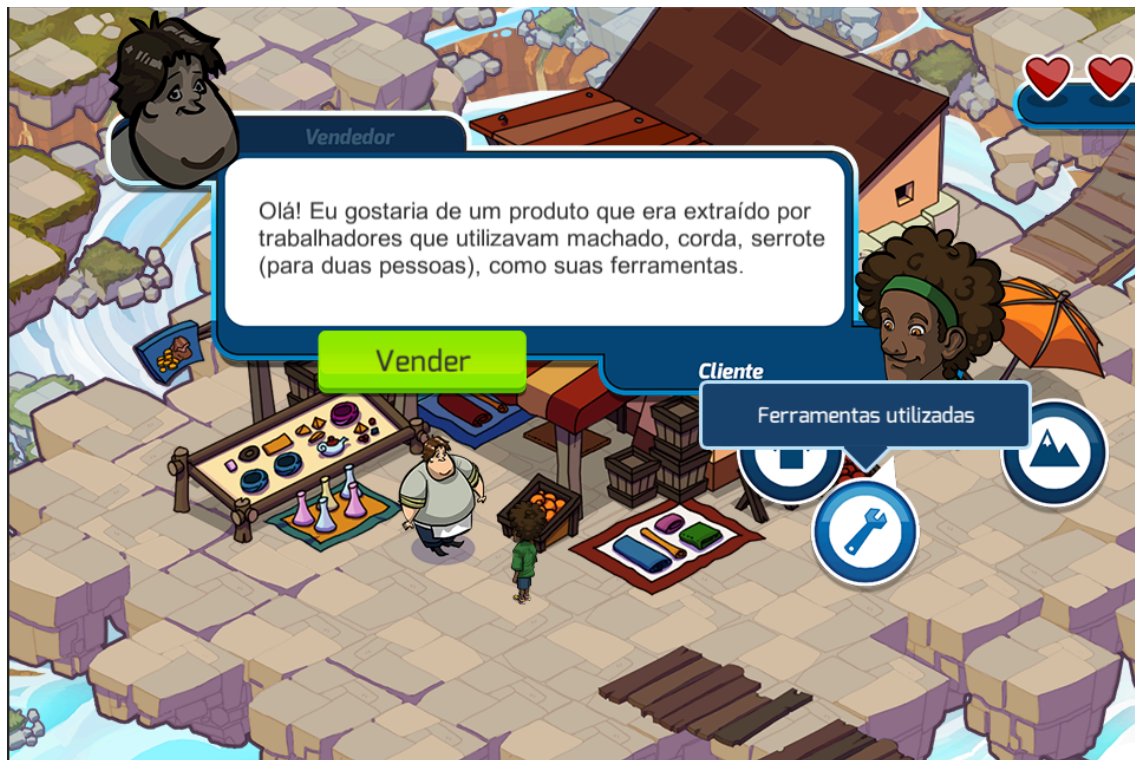 Vendedor
Olá! Eu gostaria de um produto que era extraído por
trabalhadores que utilizavam machado, corda, serrote
(para duas pessoas), como suas ferramentas.
Vender
Cliente
Ferramentas utilizadas